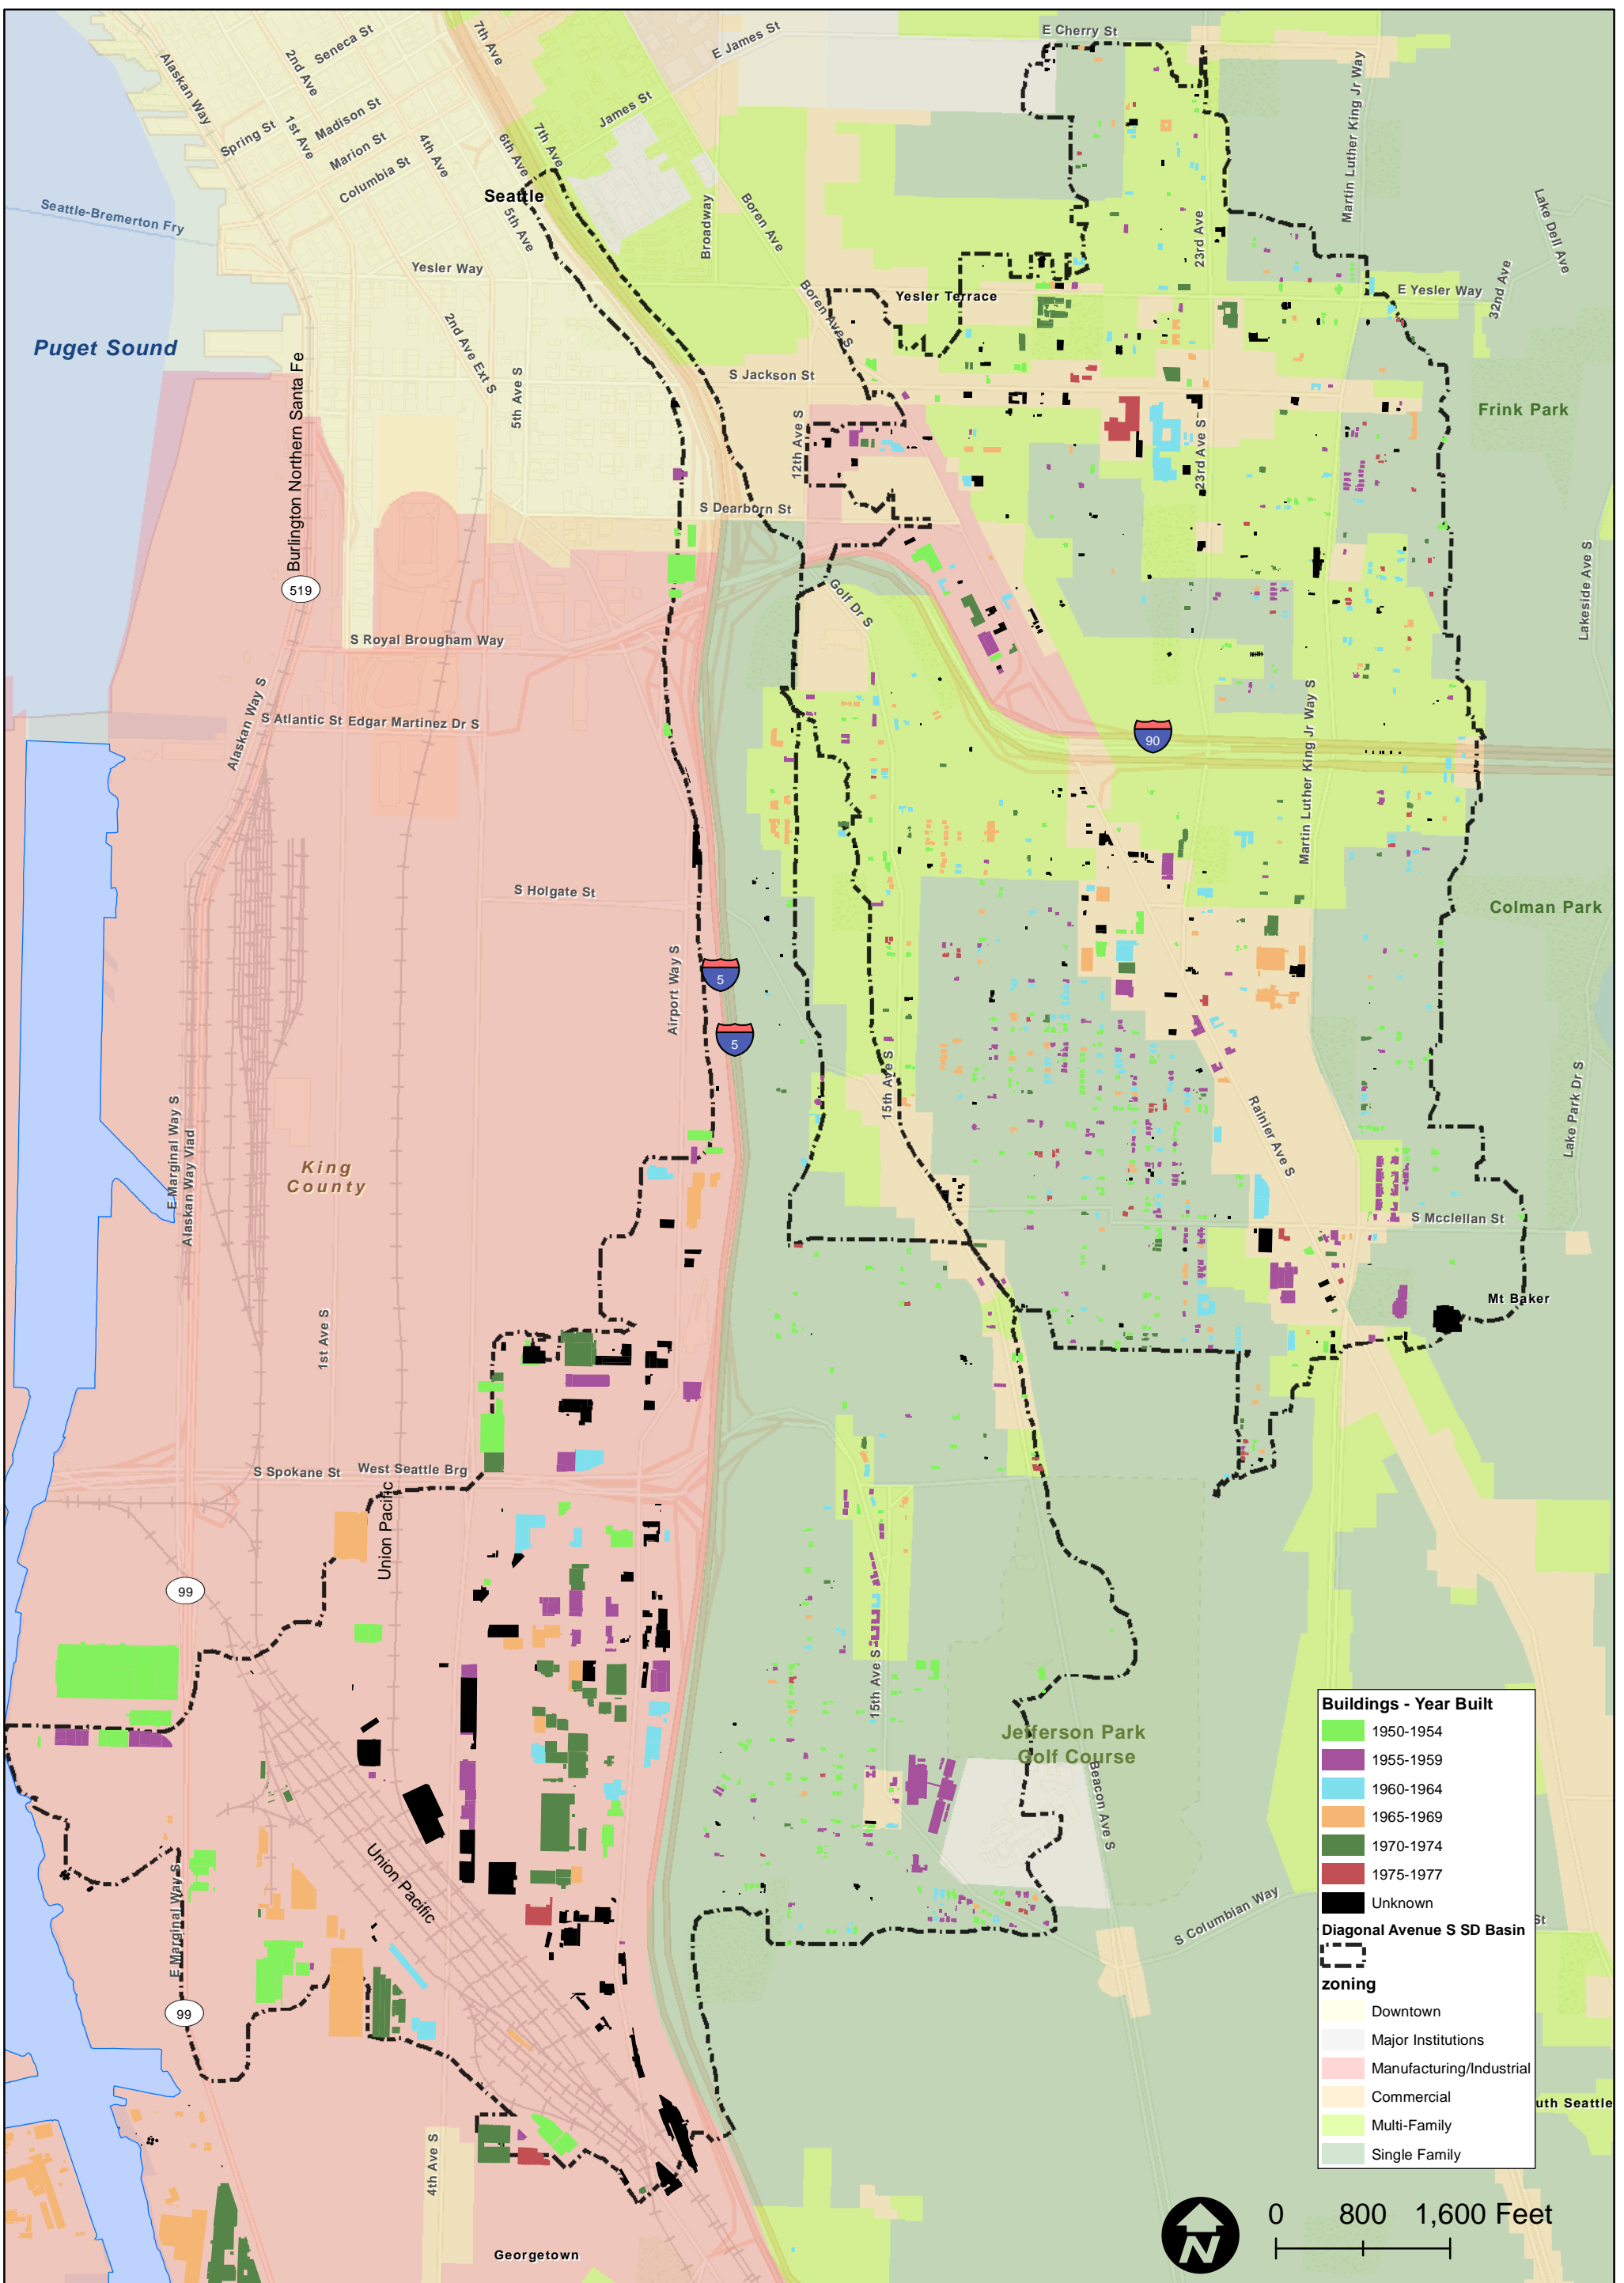 E Cherry St
7th Ave
Seneca St
E James St
2nd Ave
Alaskan Way
Martin Luther King Jr Way
James St
Madison St
1st Ave
Spring St
Marion St
4th Ave
6th Ave
7th Ave
Columbia St
Seattle
5th Ave
Broadway
Boren Ave
Seattle-Bremerton Fry
23rd Ave
Lake Dell Ave
32nd Ave
Yesler Way
E Yesler Way
Yesler Terrace
Boren Ave S
Puget Sound
2nd Ave Ext S
Burlington Northern Santa Fe
5th Ave S
S Jackson St
Frink Park
12th Ave S
23rd Ave S
S Dearborn St
519
Golf Dr S
Lakeside Ave S
S Royal Brougham Way
Alaskan Way S
S Atlantic St
Edgar Martinez Dr S
90
Martin Luther King Jr Way S
S Holgate St
Colman Park
Airport Way S
5
5
15th Ave S
Lake Park Dr S
Rainier Ave S
E Marginal Way S
Alaskan Way Viad
King
County
S Mcclellan St
Mt Baker
1st Ave S
S Spokane St
West Seattle Brg
Union Pacific
99
15th Ave S
Jefferson Park
Golf Course
Beacon Ave S
Union Pacific
E Marginal Way S
S Columbian Way
St
99
4th Ave S
Georgetown
uth Seattle
Buildings - Year Built
1950-1954
1955-1959
1960-1964
1965-1969
1970-1974
1975-1977
Unknown
Diagonal Avenue S SD Basin
zoning
Downtown
Major Institutions
Manufacturing/Industrial
Commercial
Multi-Family
Single Family
N
0 800 1,600 Feet